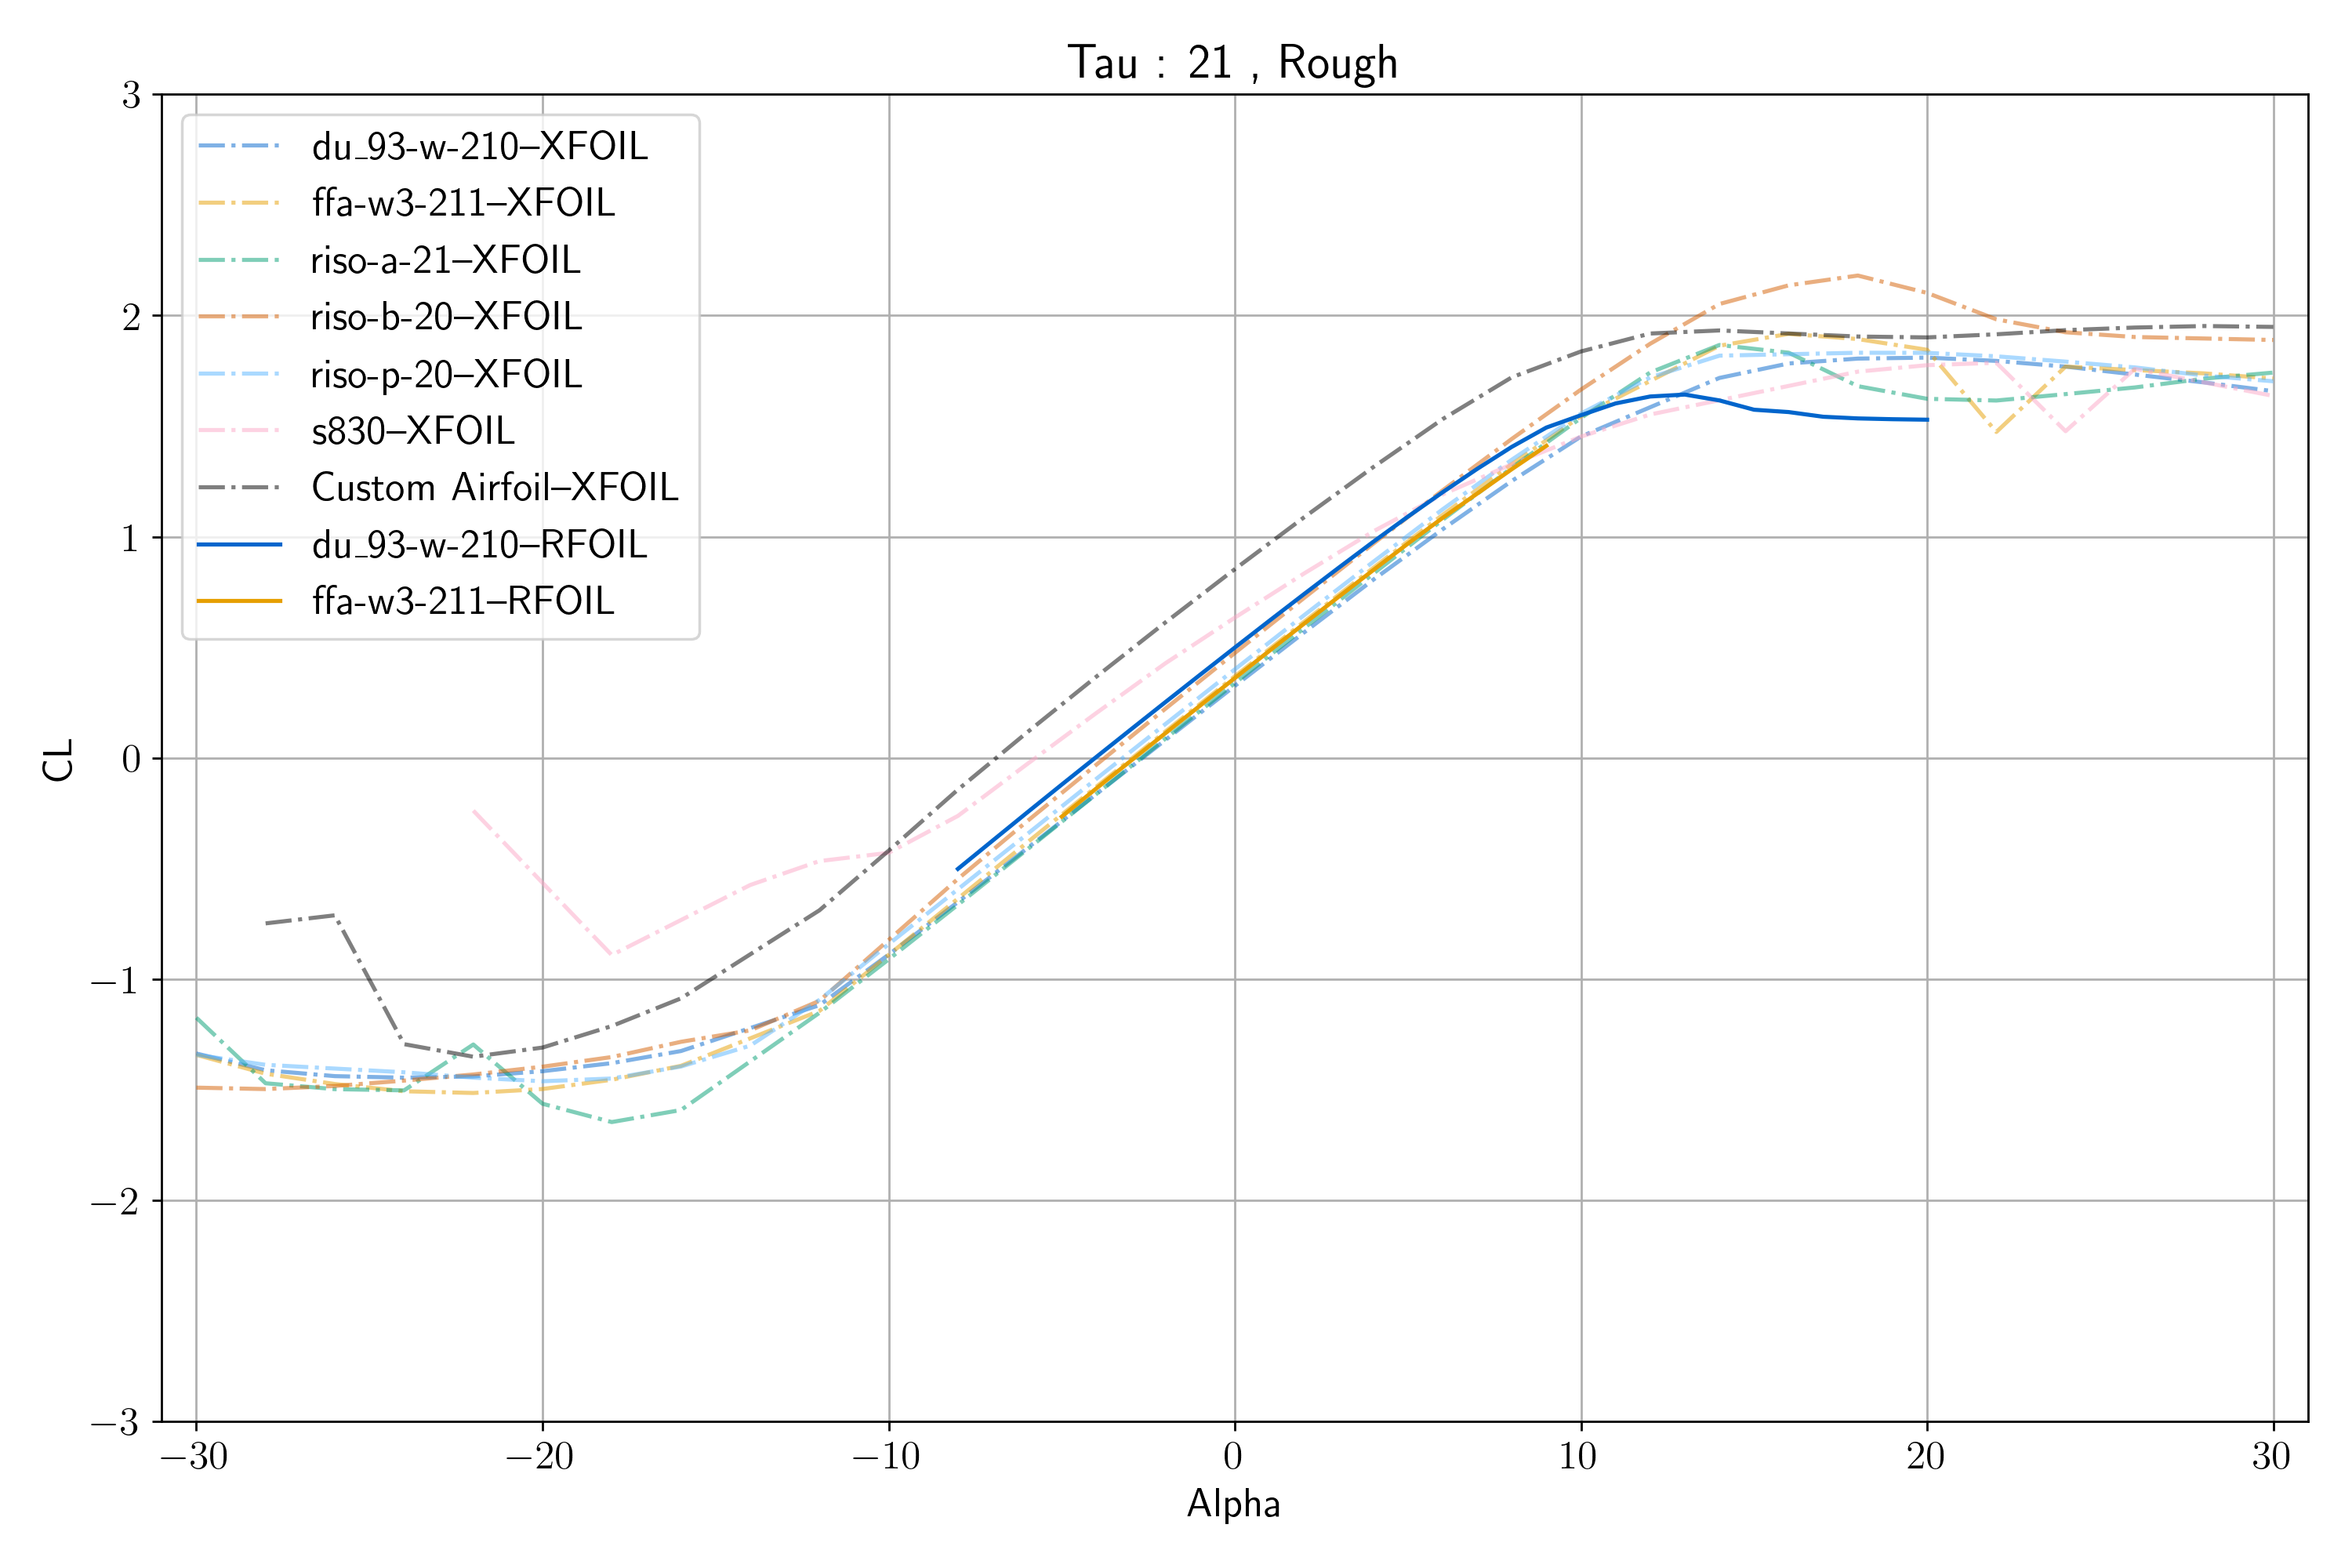 Tau : 21 , Rough
3
2
1
0
−1
−2
−3
CL
du_93-w-210–XFOIL
ffa-w3-211–XFOIL
riso-a-21–XFOIL
riso-b-20–XFOIL
riso-p-20–XFOIL
s830–XFOIL
Custom Airfoil–XFOIL
du_93-w-210–RFOIL
ffa-w3-211–RFOIL
−30 −20 −10 0 10 20 30
Alpha